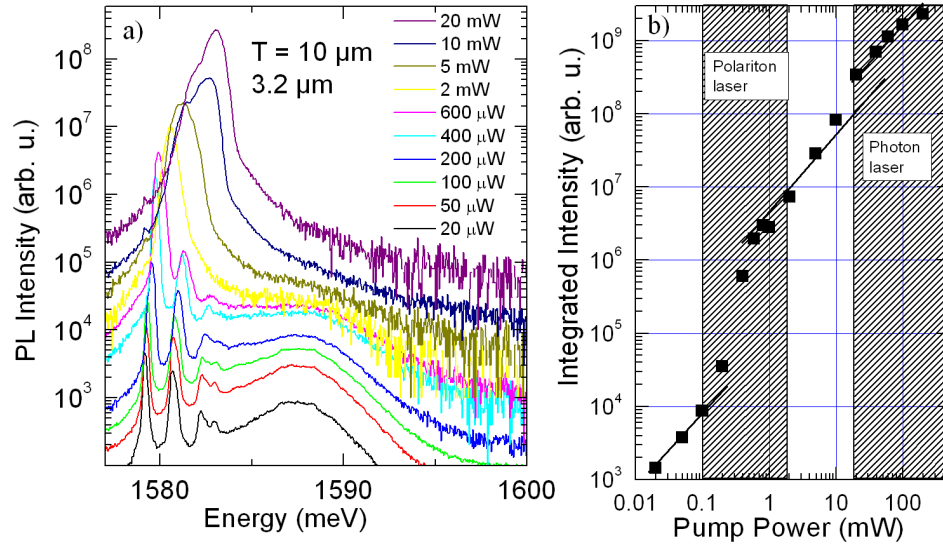 a)
T = 10 µm
3.2 µm
20 mW
10 mW
5 mW
2 mW
600 µW
400 µW
200 µW
100 µW
50 µW
20 µW
10⁸
10⁷
10⁶
10⁵
10⁴
10³
PL Intensity (arb. u.)
1580
1590
1600
Energy (meV)
b)
Polariton
laser
Photon
laser
10⁹
10⁸
10⁷
10⁶
10⁵
10⁴
10³
Integrated Intensity (arb. u.)
0.01
0.1
1
10
100
Pump Power (mW)